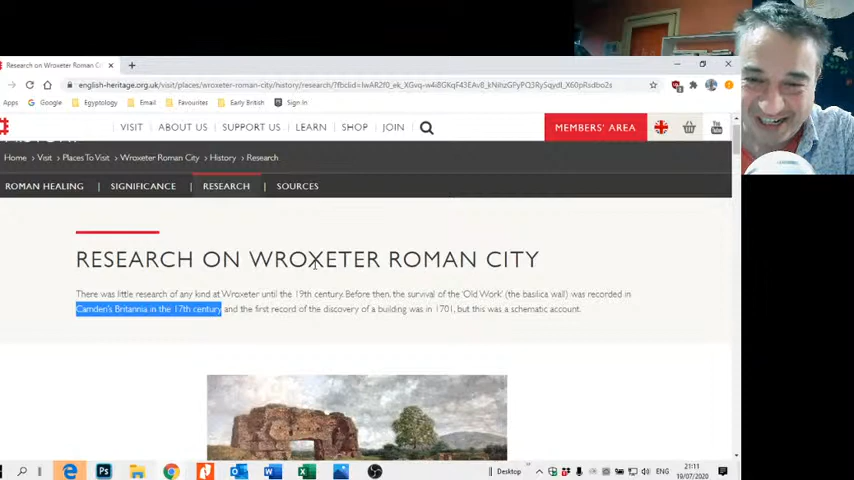 Research on Wroxeter Roman C
english-heritage.org.uk/visit/places/wroxeter-roman-city/history/research/
Apps Google Egyptology Email Favourites Early British Sign In
VISIT ABOUT US SUPPORT US LEARN SHOP JOIN MEMBERS' AREA You Tube
Home Visit Places To Visit Wroxeter Roman City History Research
ROMAN HEALING | SIGNIFICANCE | RESEARCH | SOURCES
RESEARCH ON WROXETER ROMAN CITY
There was little research of any kind at Wroxeter until the 19th century. Before then, the survival of the 'Old Work' (the basilica wall) was recorded in
Camden's Britannia in the 17th century and the first record of the discovery of a building was in 1701, but this was a schematic account.
Desktop ENG 21:11
19/07/2020